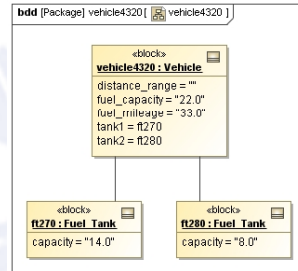 bdd [Package] vehicle4320 [ vehicle4320 ]
«block»
vehicle4320 : Vehicle
distance_range = ""
fuel_capacity = "22.0"
fuel_mileage = "33.0"
tank1 = ft270
tank2 = ft280
«block»
ft270 : Fuel_Tank
capacity = "14.0"
«block»
ft280 : Fuel_Tank
capacity = "8.0"